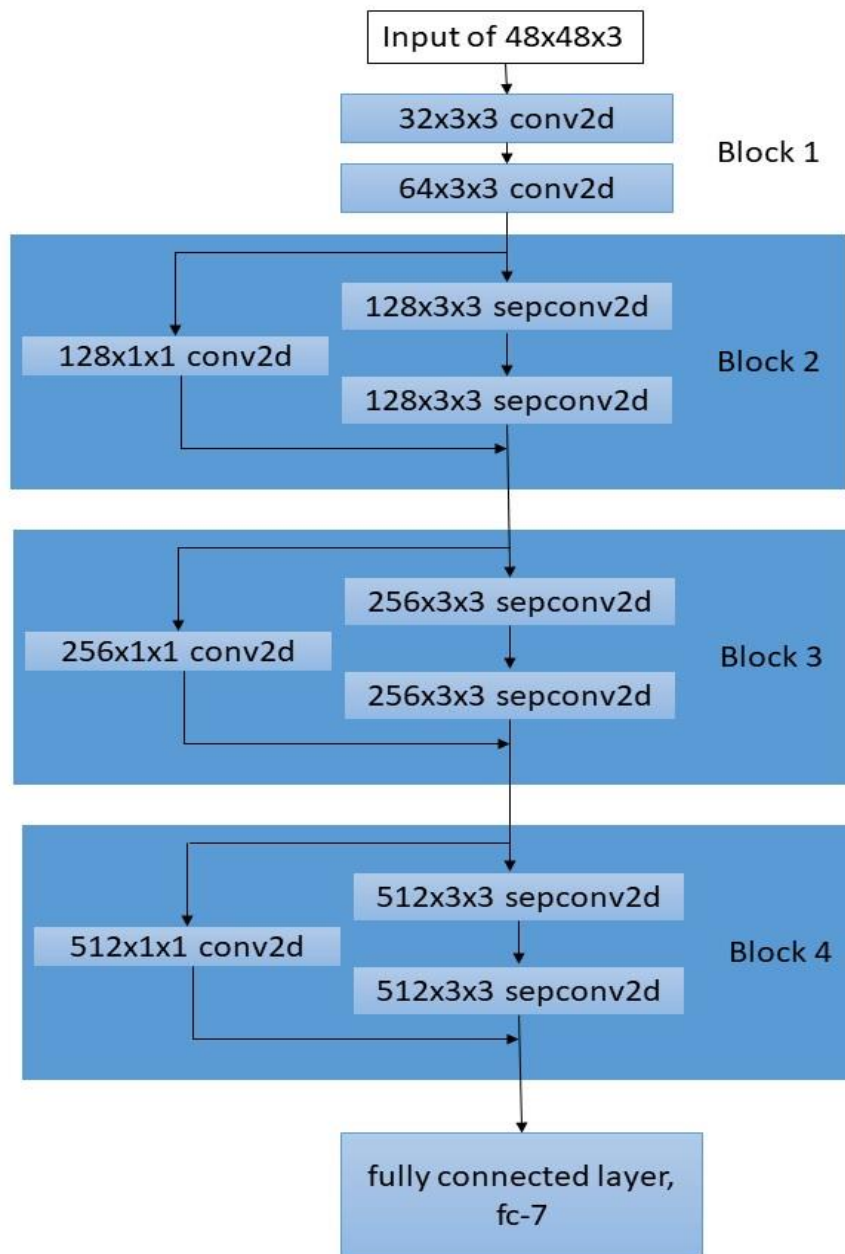 Input of 48x48x3
32x3x3 conv2d
Block 1
64x3x3 conv2d
128x3x3 sepconv2d
128x1x1 conv2d
Block 2
128x3x3 sepconv2d
256x3x3 sepconv2d
256x1x1 conv2d
Block 3
256x3x3 sepconv2d
512x3x3 sepconv2d
512x1x1 conv2d
Block 4
512x3x3 sepconv2d
fully connected layer,
fc-7